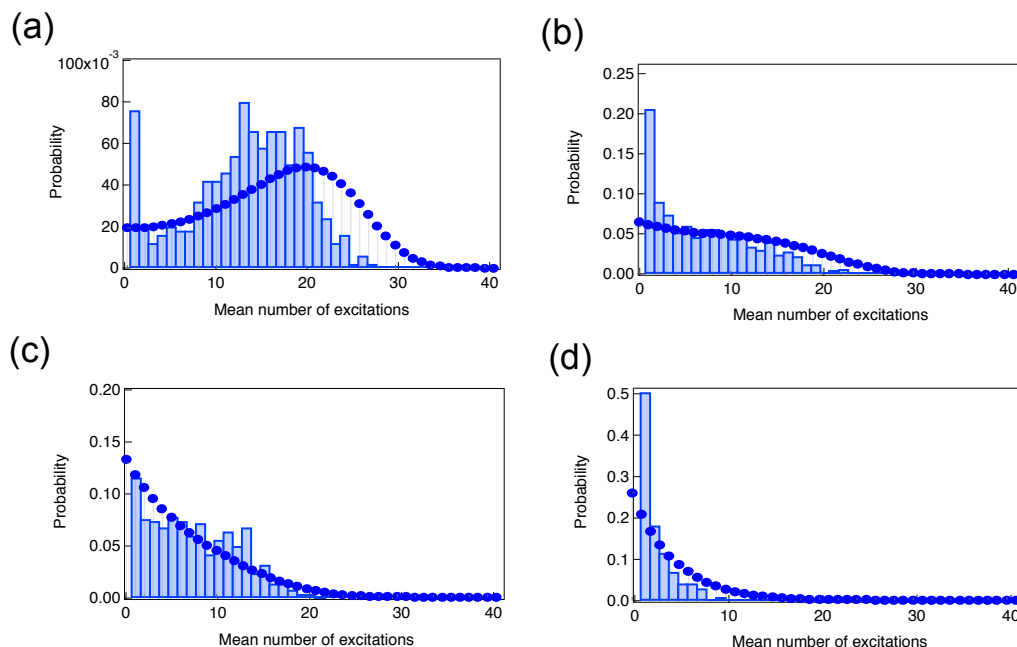 (a)
100x10-3
80
60
40
20
0
Probability
0 10 20 30 40
Mean number of excitations
(b)
0.25
0.20
0.15
0.10
0.05
0.00
Probability
0 10 20 30 40
Mean number of excitations
(c)
0.20
0.15
0.10
0.05
0.00
Probability
0 10 20 30 40
Mean number of excitations
(d)
0.5
0.4
0.3
0.2
0.1
0.0
Probability
0 10 20 30 40
Mean number of excitations